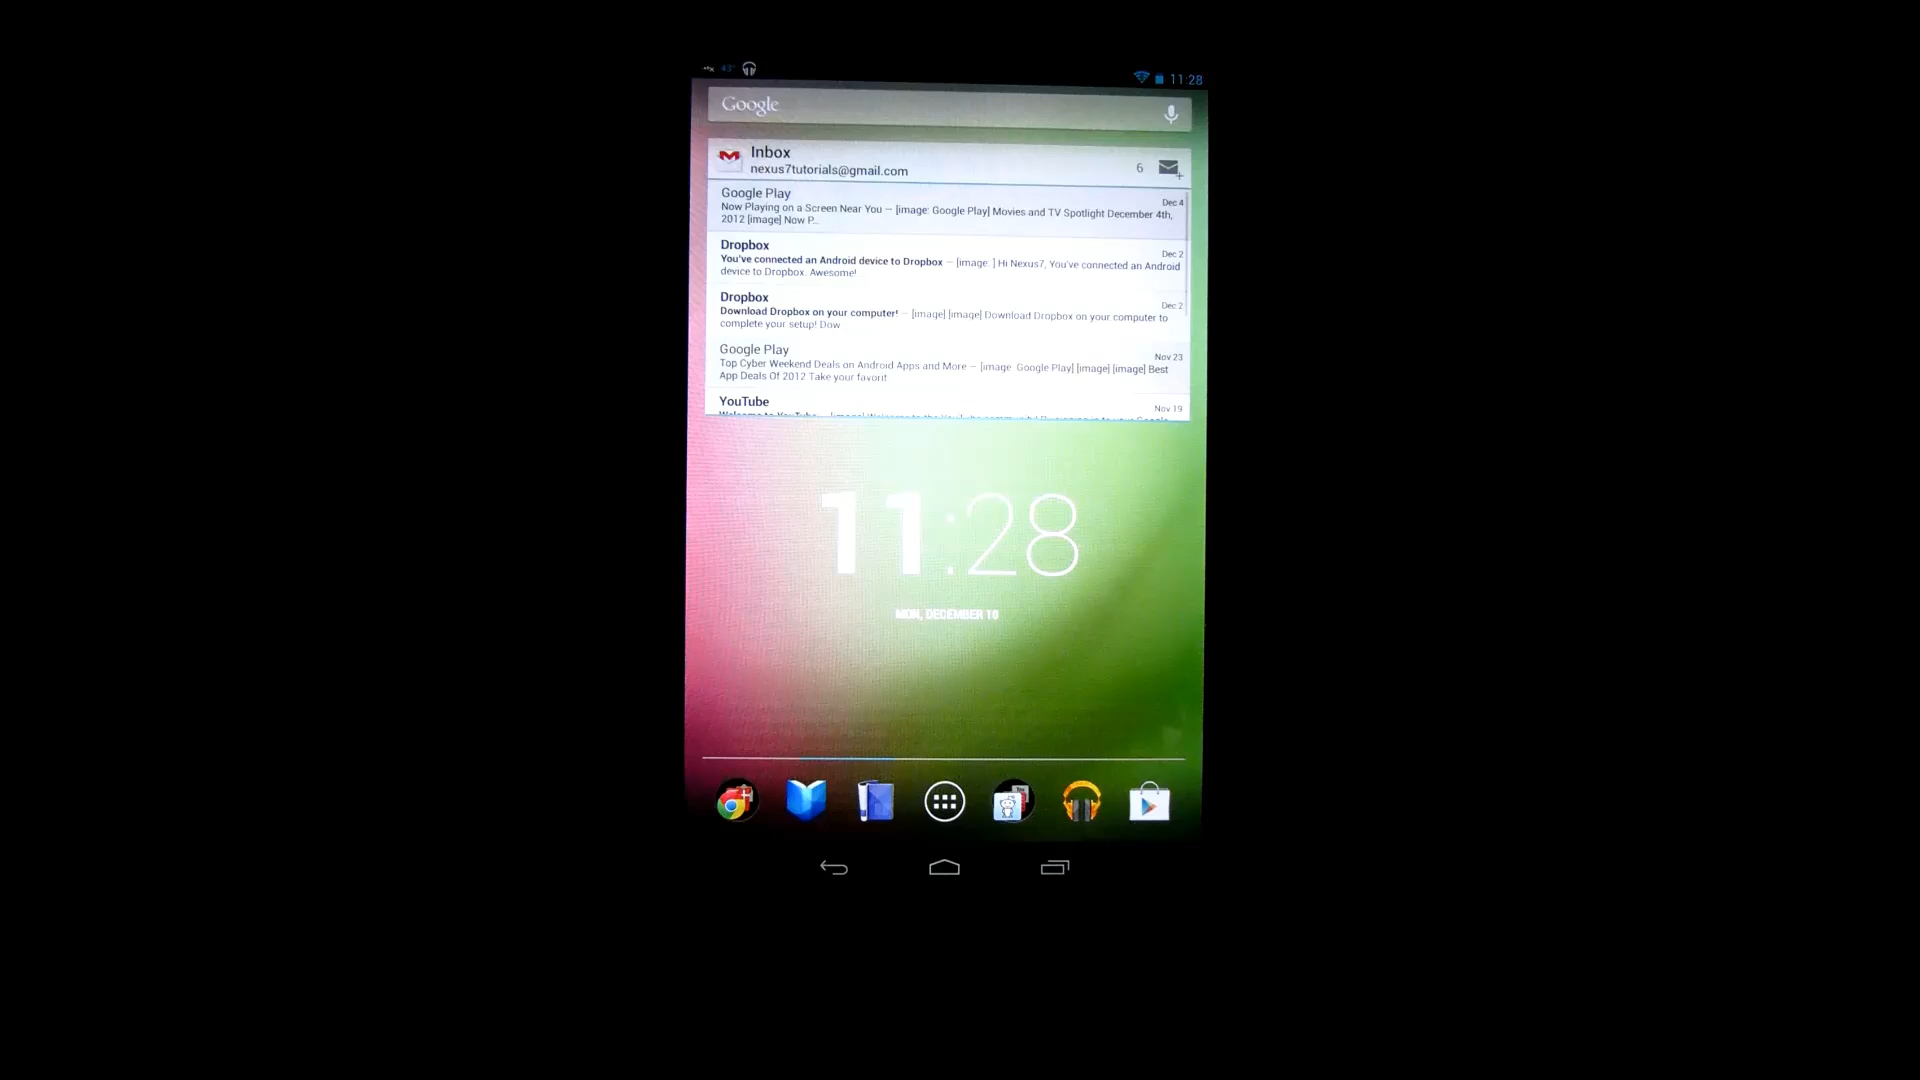 43° 11:28
Google
Inbox
nexus7tutorials@gmail.com 6
Google Play Dec 4
Now Playing on a Screen Near You — [image: Google Play] Movies and TV Spotlight December 4th,
2012 [image] Now P...
Dropbox Dec 2
You've connected an Android device to Dropbox — [image ] Hi Nexus7, You've connected an Android
device to Dropbox. Awesome!
Dropbox Dec 2
Download Dropbox on your computer! — [image] [image] Download Dropbox on your computer to
complete your setup! Dow
Google Play Nov 23
Top Cyber Weekend Deals on Android Apps and More — [image Google Play] [image] [image] Best
App Deals Of 2012 Take your favorit
YouTube Nov 19
Welcome to YouTube
11:28
MON, DECEMBER 10